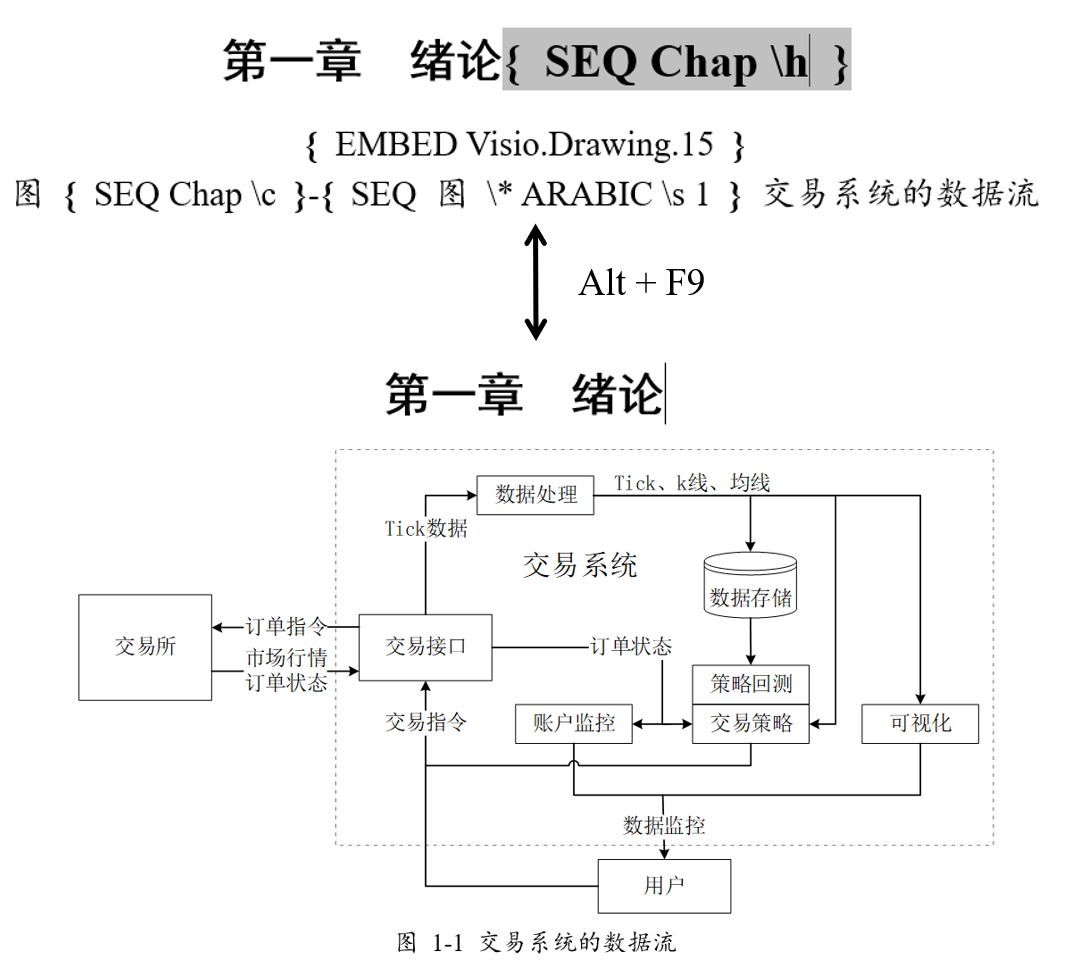 第一章 绪论{ SEQ Chap \h }
{ EMBED Visio.Drawing.15 }
图 { SEQ Chap \c }-{ SEQ 图 \* ARABIC \s 1 } 交易系统的数据流
Alt + F9
第一章 绪论
数据处理
Tick、k线、均线
Tick数据
交易系统
数据存储
交易所
订单指令
市场行情
订单状态
交易接口
订单状态
策略回测
交易指令
账户监控
交易策略
可视化
数据监控
用户
图 1-1 交易系统的数据流